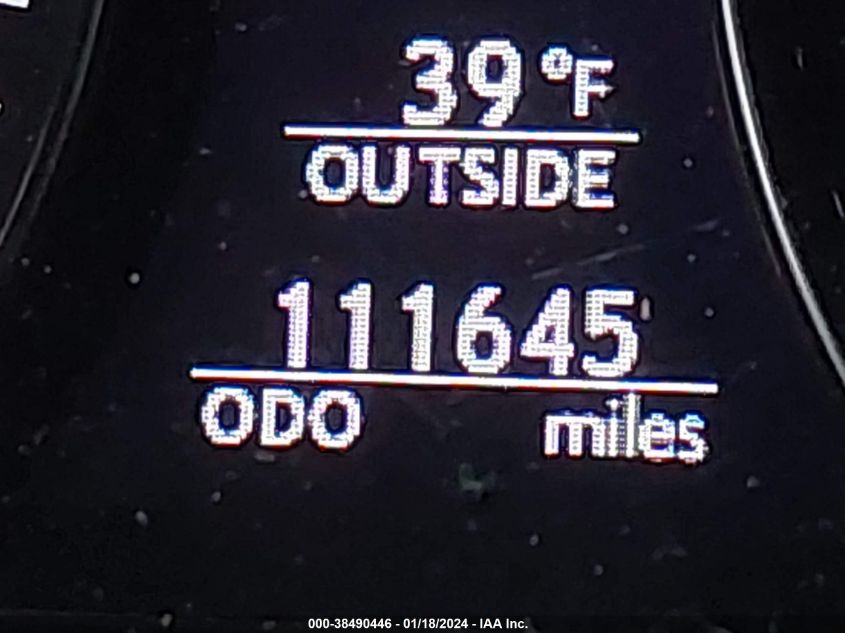 39 °F
OUTSIDE
111645
ODO miles
000-38490446 - 01/18/2024 - IAA Inc.